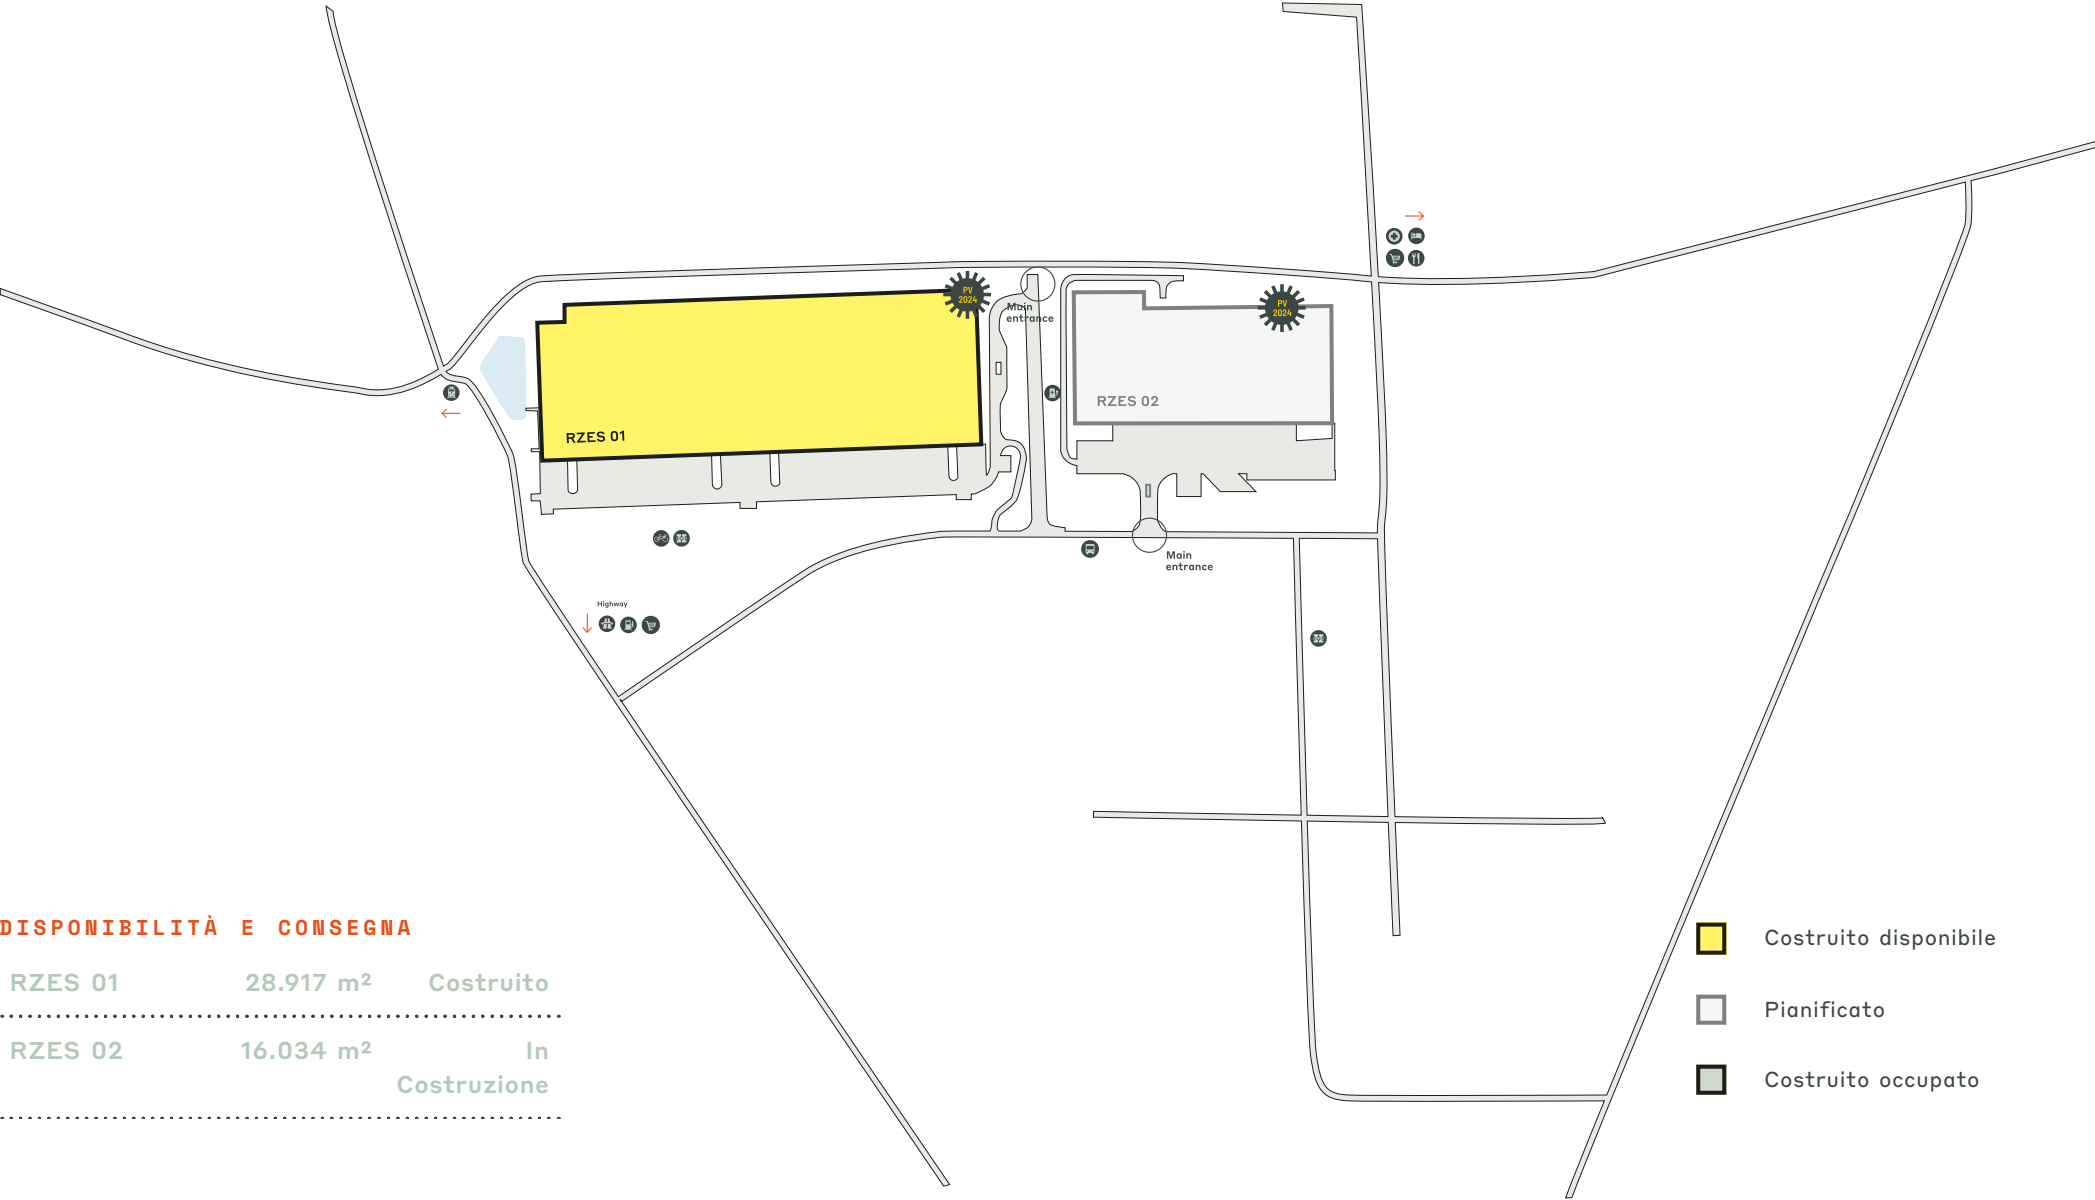 PV
2024
Main
entrance
PV
2024
RZES 02
RZES 01
Main
entrance
Highway
DISPONIBILITÀ E CONSEGNA
RZES 01 28.917 m² Costruito
RZES 02 16.034 m² In
Costruzione
Costruito disponibile
Pianificato
Costruito occupato